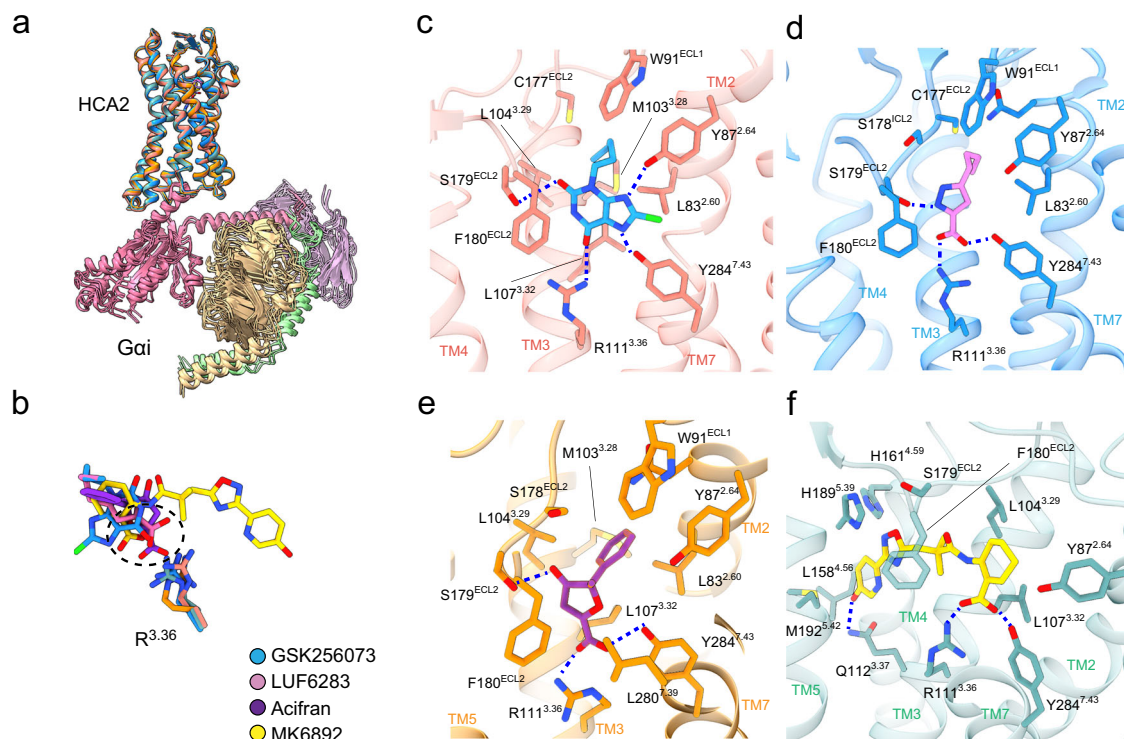 a
HCA2
Gαi
b
R3.36
GSK256073
LUF6283
Acifran
MK6892
c
W91ECL1
C177ECL2
TM2
M1033.28
L1043.29
Y872.64
S179ECL2
L832.60
F180ECL2
Y2847.43
L1073.32
TM4
TM3
R1113.36
TM7
d
W91ECL1
C177ECL2
TM2
S178ICL2
Y872.64
S179ECL2
L832.60
F180ECL2
Y2847.43
TM4
TM3
TM7
R1113.36
e
W91ECL1
M1033.28
S178ECL2
Y872.64
L1043.29
TM2
L832.60
S179ECL2
L1073.32
Y2847.43
F180ECL2
L2807.39
TM7
R1113.36
TM5
TM3
f
F180ECL2
H1614.59
S179ECL2
H1895.39
L1043.29
Y872.64
L1584.56
TM4
L1073.32
M1925.42
TM2
Q1123.37
R1113.36
TM5
TM3
TM7
Y2847.43